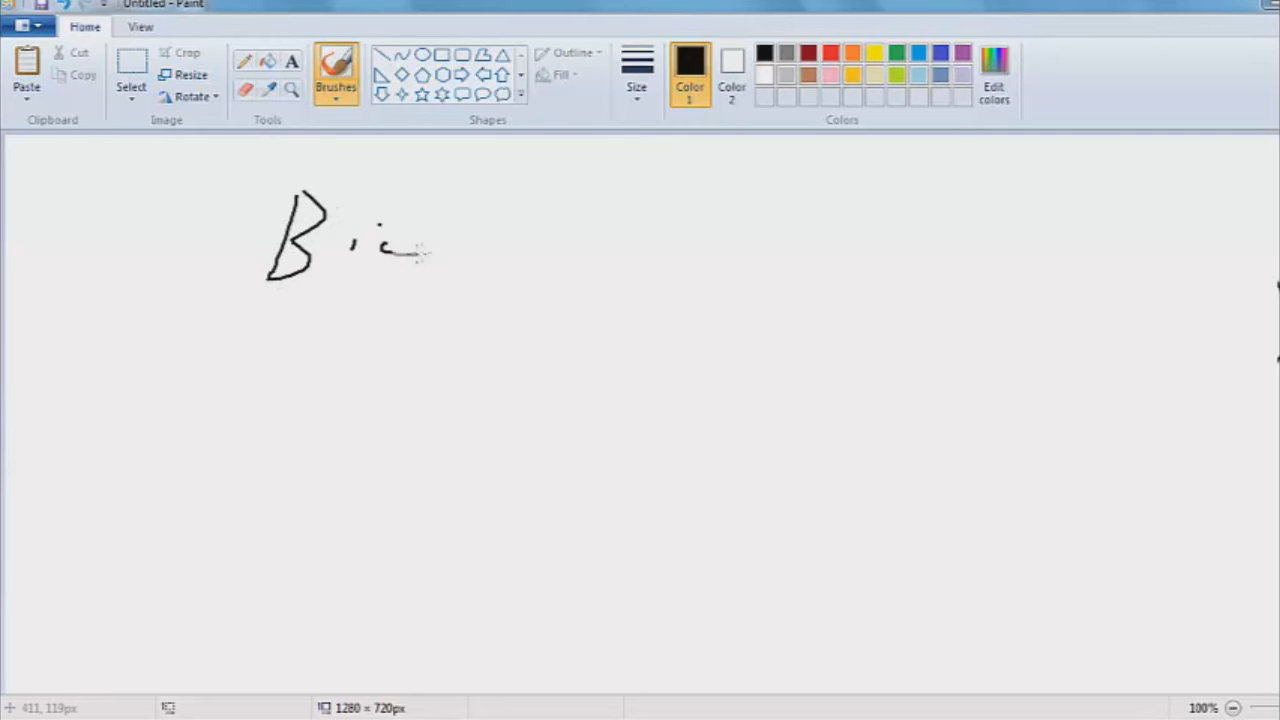 Untitled - Paint
Home View
Cut
Copy
Paste
Clipboard
Crop
Resize
Rotate
Select
Image
Tools
Brushes
Outline
Fill
Shapes
Size
Color 1
Color 2
Edit colors
Colors
B
411, 119px
1280 × 720px
100%